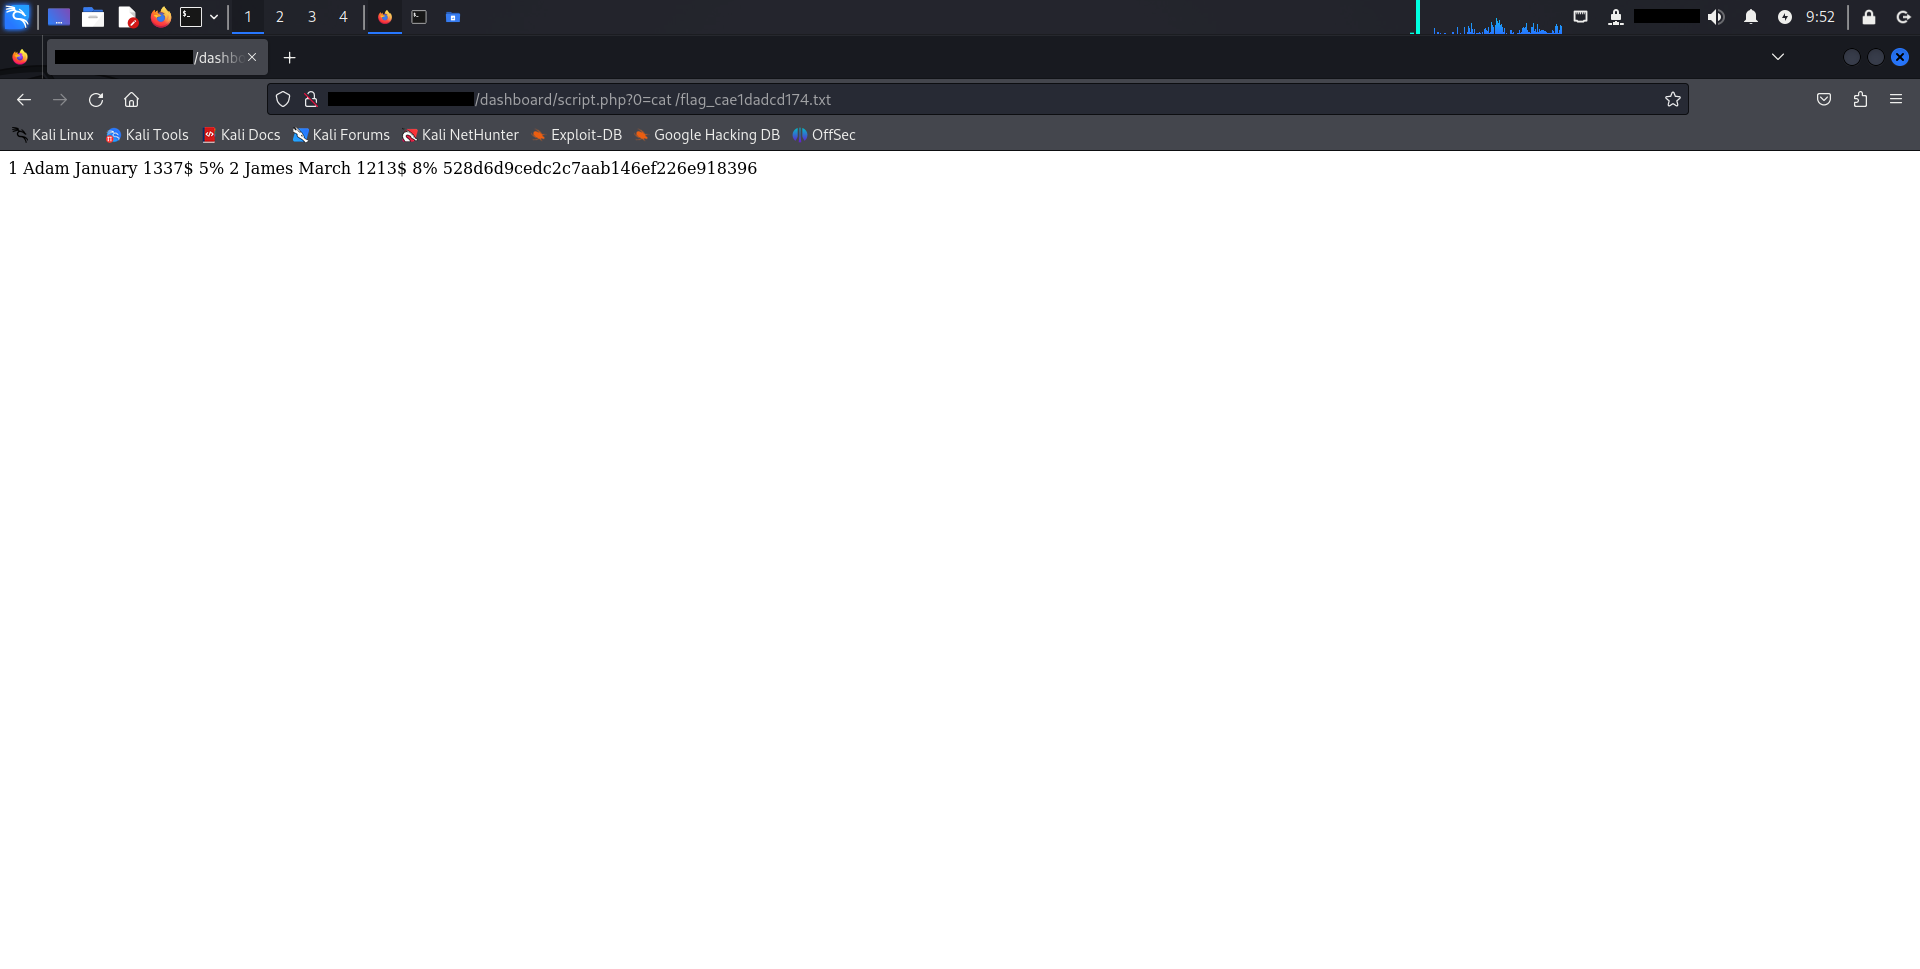 1 2 3 4 9:52
/dashbo
/dashboard/script.php?0=cat /flag_cae1dadcd174.txt
Kali Linux Kali Tools Kali Docs Kali Forums Kali NetHunter Exploit-DB Google Hacking DB OffSec
1 Adam January 1337$ 5% 2 James March 1213$ 8% 528d6d9cedc2c7aab146ef226e918396